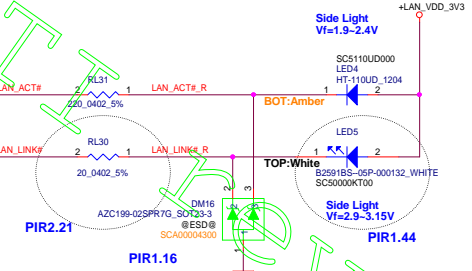 +LAN_VDD_3V3
Side Light
Vf=1.9~2.4V
SC5110UD000
LED4
HT-110UD_1204
RL31
LAN_ACT#
2
1
LAN_ACT#_R
1
2
220_0402_5%
BOT:Amber
RL30
LED5
LAN_LINK#
2
1
LAN_LINK#_R
1
2
20_0402_5%
TOP:White
B2591BS--05P-000132_WHITE
SC50000KT00
2
3
DM16
AZC199-02SPR7G_SOT23-3
@ESD@
SCA00004300
1
Side Light
Vf=2.9~3.15V
PIR2.21
PIR1.44
PIR1.16